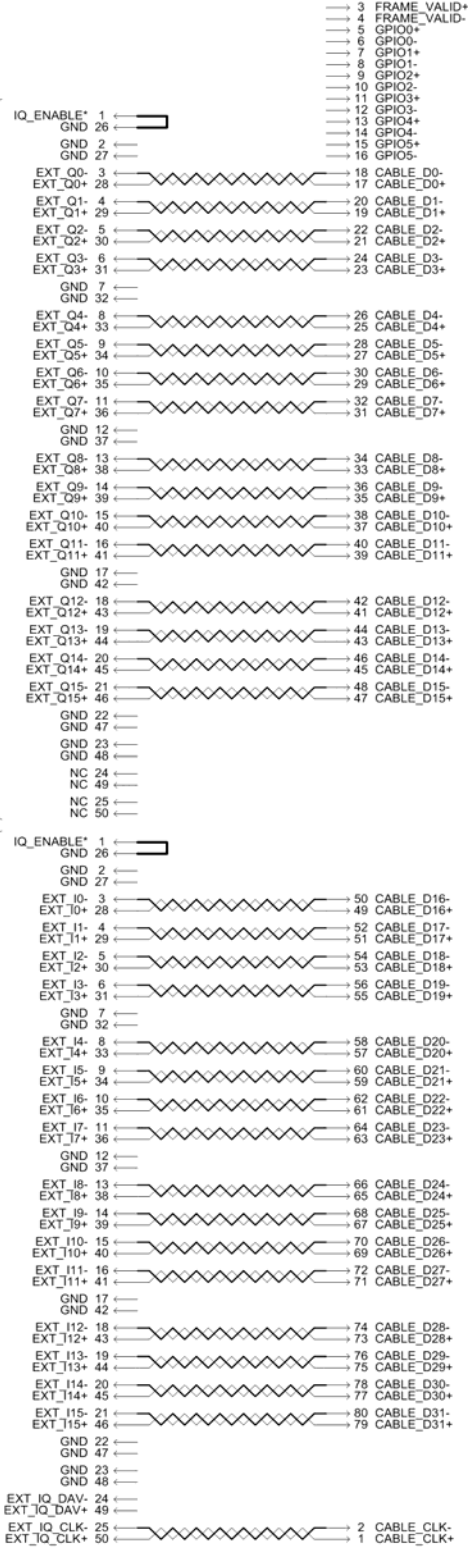 3 FRAME_VALID+
4 FRAME_VALID-
5 GPIO0+
6 GPIO0-
7 GPIO1+
8 GPIO1-
9 GPIO2+
10 GPIO2-
11 GPIO3+
12 GPIO3-
13 GPIO4+
14 GPIO4-
15 GPIO5+
16 GPIO5-
IQ_ENABLE* 1
GND 26
GND 2
GND 27
EXT_Q0- 3 18 CABLE_D0-
EXT_Q0+ 28 17 CABLE_D0+
EXT_Q1- 4 20 CABLE_D1-
EXT_Q1+ 29 19 CABLE_D1+
EXT_Q2- 5 22 CABLE_D2-
EXT_Q2+ 30 21 CABLE_D2+
EXT_Q3- 6 24 CABLE_D3-
EXT_Q3+ 31 23 CABLE_D3+
GND 7
GND 32
EXT_Q4- 8 26 CABLE_D4-
EXT_Q4+ 33 25 CABLE_D4+
EXT_Q5- 9 28 CABLE_D5-
EXT_Q5+ 34 27 CABLE_D5+
EXT_Q6- 10 30 CABLE_D6-
EXT_Q6+ 35 29 CABLE_D6+
EXT_Q7- 11 32 CABLE_D7-
EXT_Q7+ 36 31 CABLE_D7+
GND 12
GND 37
EXT_Q8- 13 34 CABLE_D8-
EXT_Q8+ 38 33 CABLE_D8+
EXT_Q9- 14 36 CABLE_D9-
EXT_Q9+ 39 35 CABLE_D9+
EXT_Q10- 15 38 CABLE_D10-
EXT_Q10+ 40 37 CABLE_D10+
EXT_Q11- 16 40 CABLE_D11-
EXT_Q11+ 41 39 CABLE_D11+
GND 17
GND 42
EXT_Q12- 18 42 CABLE_D12-
EXT_Q12+ 43 41 CABLE_D12+
EXT_Q13- 19 44 CABLE_D13-
EXT_Q13+ 44 43 CABLE_D13+
EXT_Q14- 20 46 CABLE_D14-
EXT_Q14+ 45 45 CABLE_D14+
EXT_Q15- 21 48 CABLE_D15-
EXT_Q15+ 46 47 CABLE_D15+
GND 22
GND 47
GND 23
GND 48
NC 24
NC 49
NC 25
NC 50
IQ_ENABLE* 1
GND 26
GND 2
GND 27
EXT_I0- 3 50 CABLE_D16-
EXT_I0+ 28 49 CABLE_D16+
EXT_I1- 4 52 CABLE_D17-
EXT_I1+ 29 51 CABLE_D17+
EXT_I2- 5 54 CABLE_D18-
EXT_I2+ 30 53 CABLE_D18+
EXT_I3- 6 56 CABLE_D19-
EXT_I3+ 31 55 CABLE_D19+
GND 7
GND 32
EXT_I4- 8 58 CABLE_D20-
EXT_I4+ 33 57 CABLE_D20+
EXT_I5- 9 60 CABLE_D21-
EXT_I5+ 34 59 CABLE_D21+
EXT_I6- 10 62 CABLE_D22-
EXT_I6+ 35 61 CABLE_D22+
EXT_I7- 11 64 CABLE_D23-
EXT_I7+ 36 63 CABLE_D23+
GND 12
GND 37
EXT_I8- 13 66 CABLE_D24-
EXT_I8+ 38 65 CABLE_D24+
EXT_I9- 14 68 CABLE_D25-
EXT_I9+ 39 67 CABLE_D25+
EXT_I10- 15 70 CABLE_D26-
EXT_I10+ 40 69 CABLE_D26+
EXT_I11- 16 72 CABLE_D27-
EXT_I11+ 41 71 CABLE_D27+
GND 17
GND 42
EXT_I12- 18 74 CABLE_D28-
EXT_I12+ 43 73 CABLE_D28+
EXT_I13- 19 76 CABLE_D29-
EXT_I13+ 44 75 CABLE_D29+
EXT_I14- 20 78 CABLE_D30-
EXT_I14+ 45 77 CABLE_D30+
EXT_I15- 21 80 CABLE_D31-
EXT_I15+ 46 79 CABLE_D31+
GND 22
GND 47
GND 23
GND 48
EXT_IQ_DAV- 24
EXT_IQ_DAV+ 49
EXT_IQ_CLK- 25 2 CABLE_CLK-
EXT_IQ_CLK+ 50 1 CABLE_CLK+